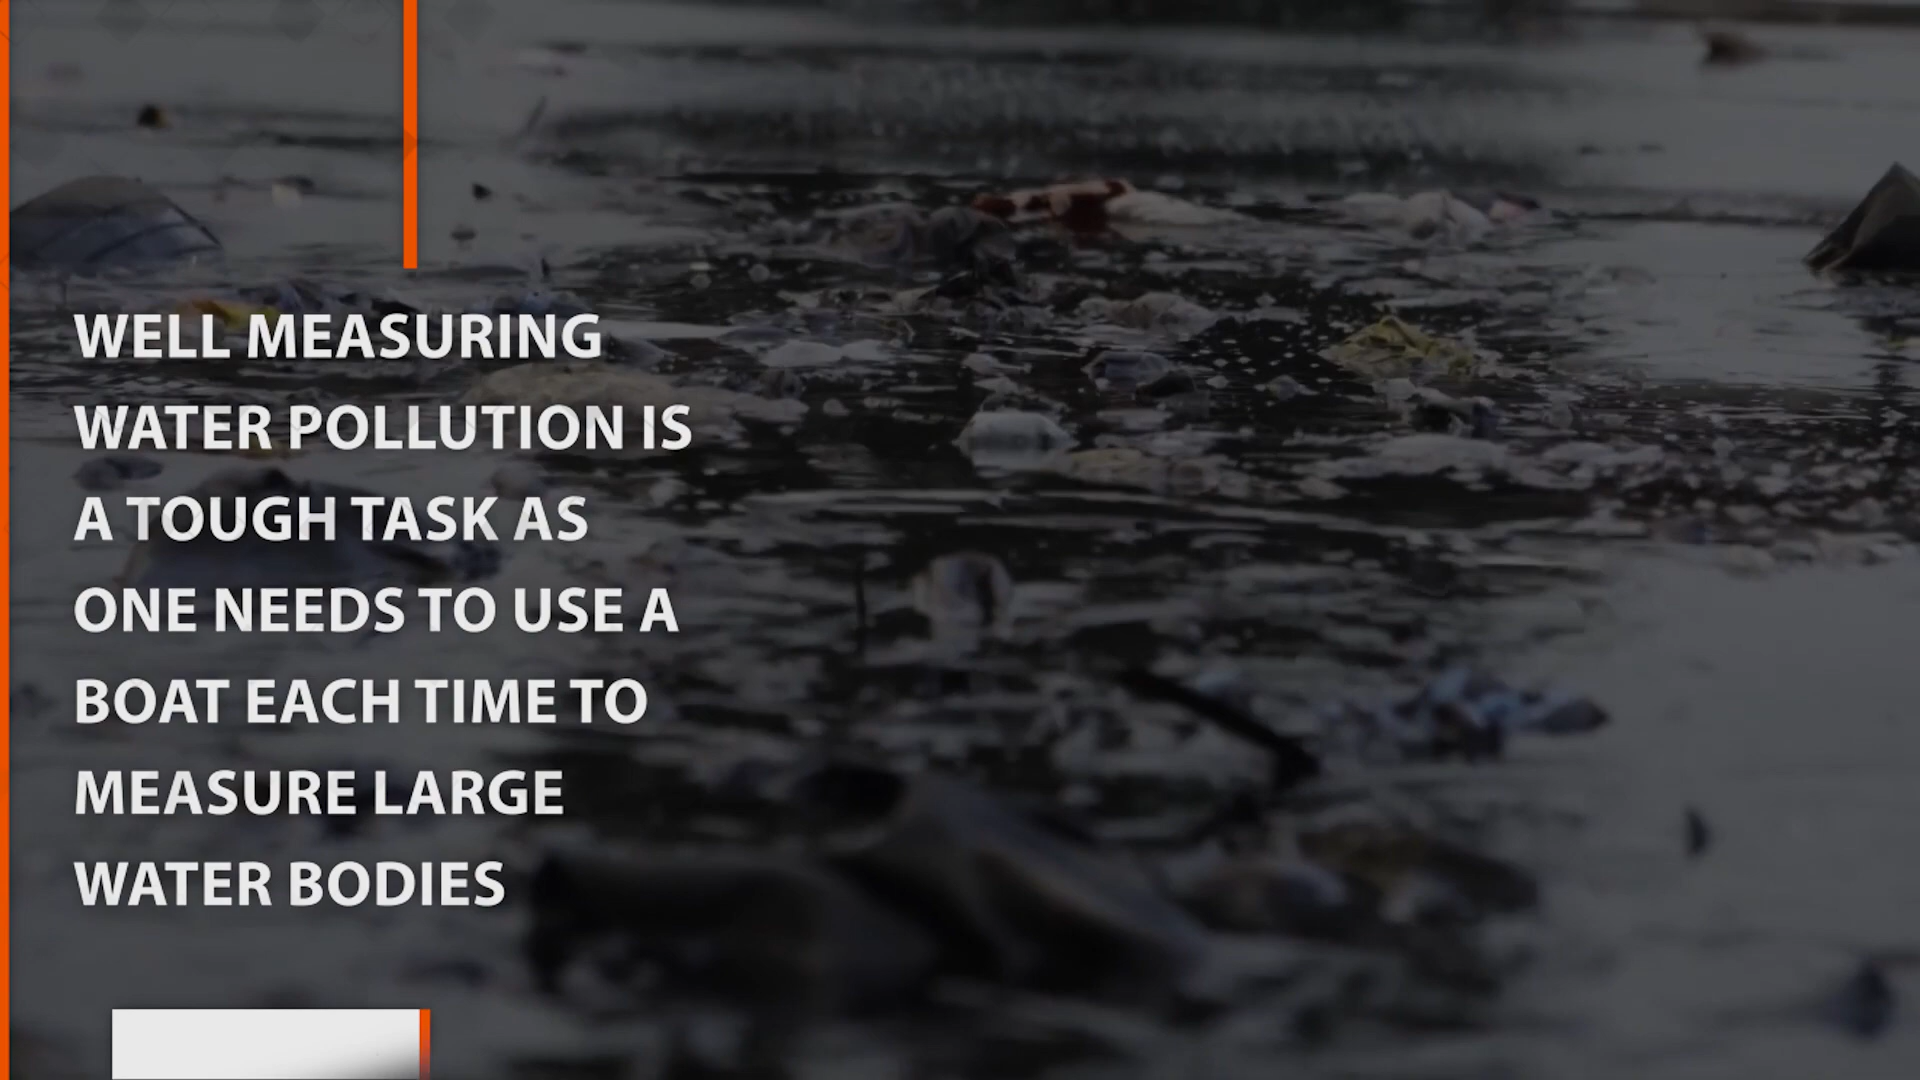 WELL MEASURING
WATER POLLUTION IS
A TOUGH TASK AS
ONE NEEDS TO USE A
BOAT EACH TIME TO
MEASURE LARGE
WATER BODIES